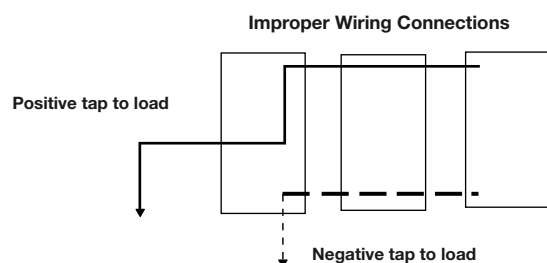 Improper Wiring Connections
Positive tap to load
Negative tap to load